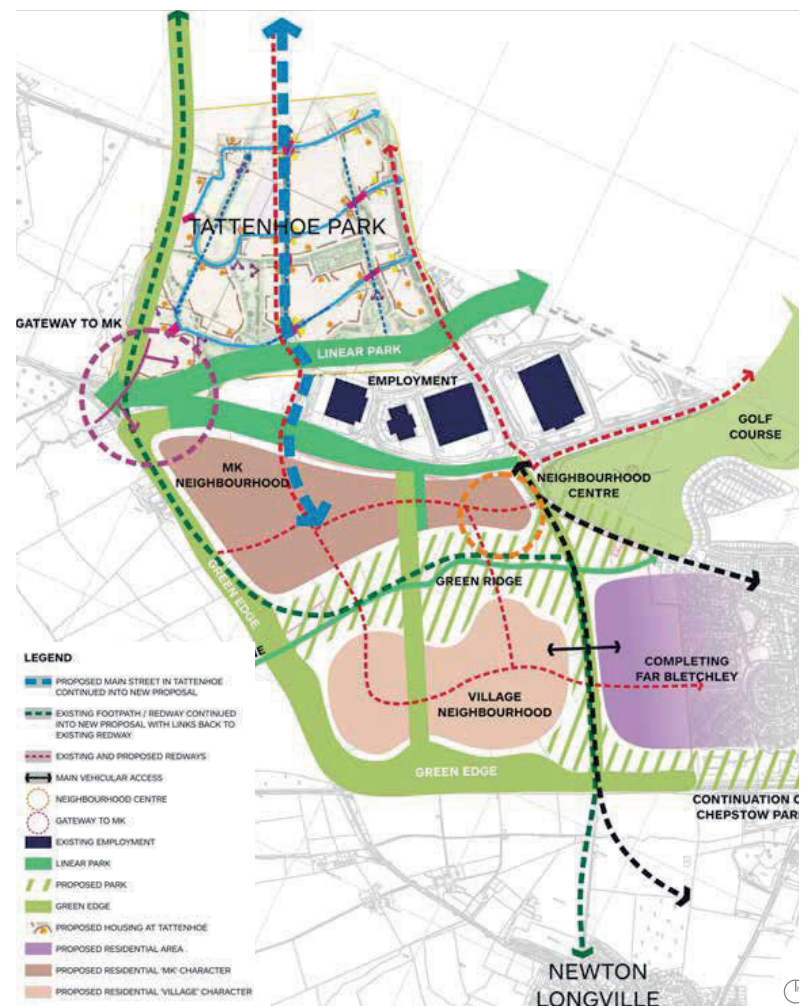 TATTENHOE PARK
GATEWAY TO MK
LINEAR PARK
EMPLOYMENT
GOLF
COURSE
MK
NEIGHBOURHOOD
NEIGHBOURHOOD
CENTRE
GREEN EDGE
GREEN RIDGE
COMPLETING
FAR BLETCHLEY
VILLAGE
NEIGHBOURHOOD
GREEN EDGE
CONTINUATION O
CHEPSTOW PAR
NEWTON
LONGVILLE
LEGEND
PROPOSED MAIN STREET IN TATTENHOE
CONTINUED INTO NEW PROPOSAL
EXISTING FOOTPATH / REDWAY CONTINUED
INTO NEW PROPOSAL WITH LINKS BACK TO
EXISTING REDWAY
EXISTING AND PROPOSED REDWAYS
MAIN VEHICULAR ACCESS
NEIGHBOURHOOD CENTRE
GATEWAY TO MK
EXISTING EMPLOYMENT
LINEAR PARK
PROPOSED PARK
GREEN EDGE
PROPOSED HOUSING AT TATTENHOE
PROPOSED RESIDENTIAL AREA
PROPOSED RESIDENTIAL 'MK' CHARACTER
PROPOSED RESIDENTIAL 'VILLAGE' CHARACTER